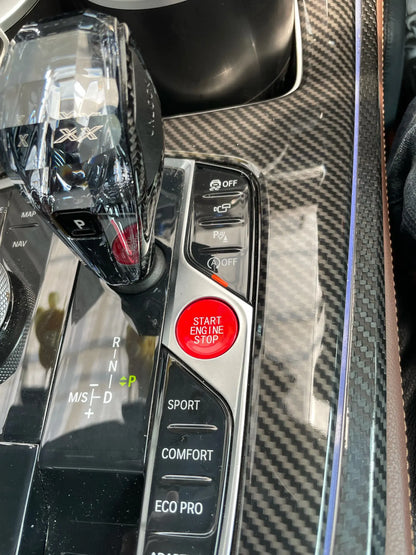 XX
X
P
MAP
NAV
OFF
P
A OFF
START
ENGINE
STOP
R
N
P
M/S
D
+
SPORT
COMFORT
ECO PRO